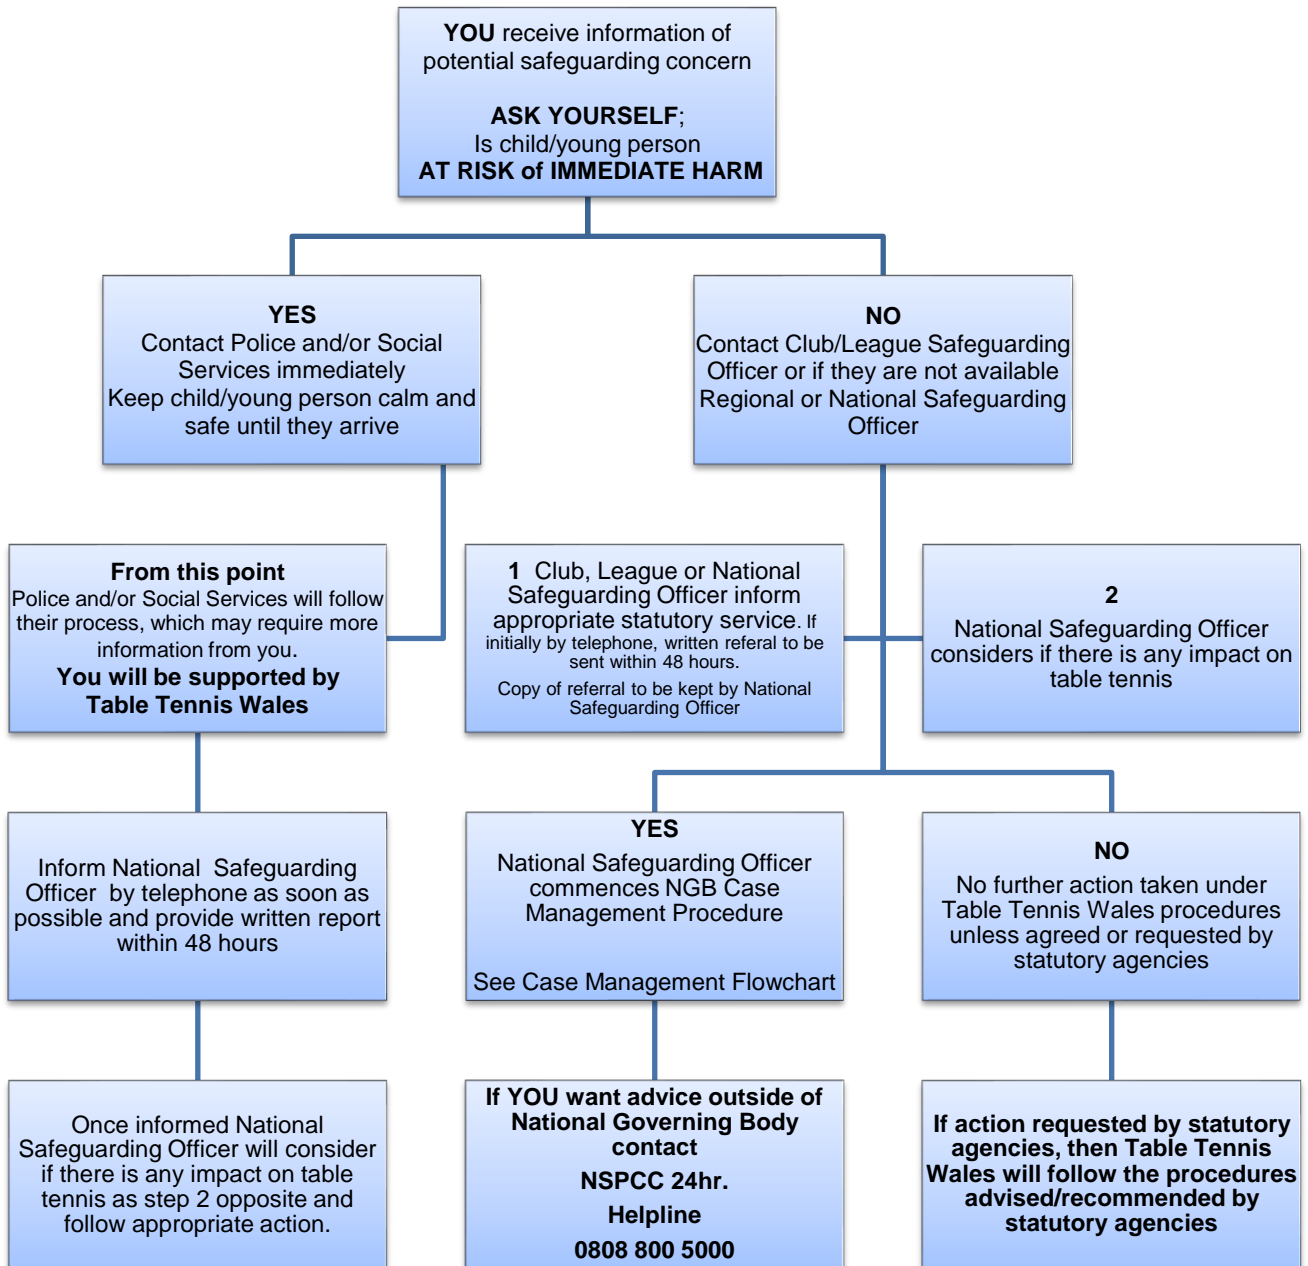 YOU receive information of
potential safeguarding concern
ASK YOURSELF;
Is child/young person
AT RISK of IMMEDIATE HARM
YES
Contact Police and/or Social
Services immediately
Keep child/young person calm and
safe until they arrive
NO
Contact Club/League Safeguarding
Officer or if they are not available
Regional or National Safeguarding
Officer
From this point
Police and/or Social Services will follow
their process, which may require more
information from you.
You will be supported by
Table Tennis Wales
1 Club, League or National
Safeguarding Officer inform
appropriate statutory service. If
initially by telephone, written referal to be
sent within 48 hours.
Copy of referral to be kept by National
Safeguarding Officer
2
National Safeguarding Officer
considers if there is any impact on
table tennis
Inform National Safeguarding
Officer by telephone as soon as
possible and provide written report
within 48 hours
YES
National Safeguarding Officer
commences NGB Case
Management Procedure
See Case Management Flowchart
NO
No further action taken under
Table Tennis Wales procedures
unless agreed or requested by
statutory agencies
Once informed National
Safeguarding Officer will consider
if there is any impact on table
tennis as step 2 opposite and
follow appropriate action.
If YOU want advice outside of
National Governing Body
contact
NSPCC 24hr.
Helpline
0808 800 5000
If action requested by statutory
agencies, then Table Tennis
Wales will follow the procedures
advised/recommended by
statutory agencies